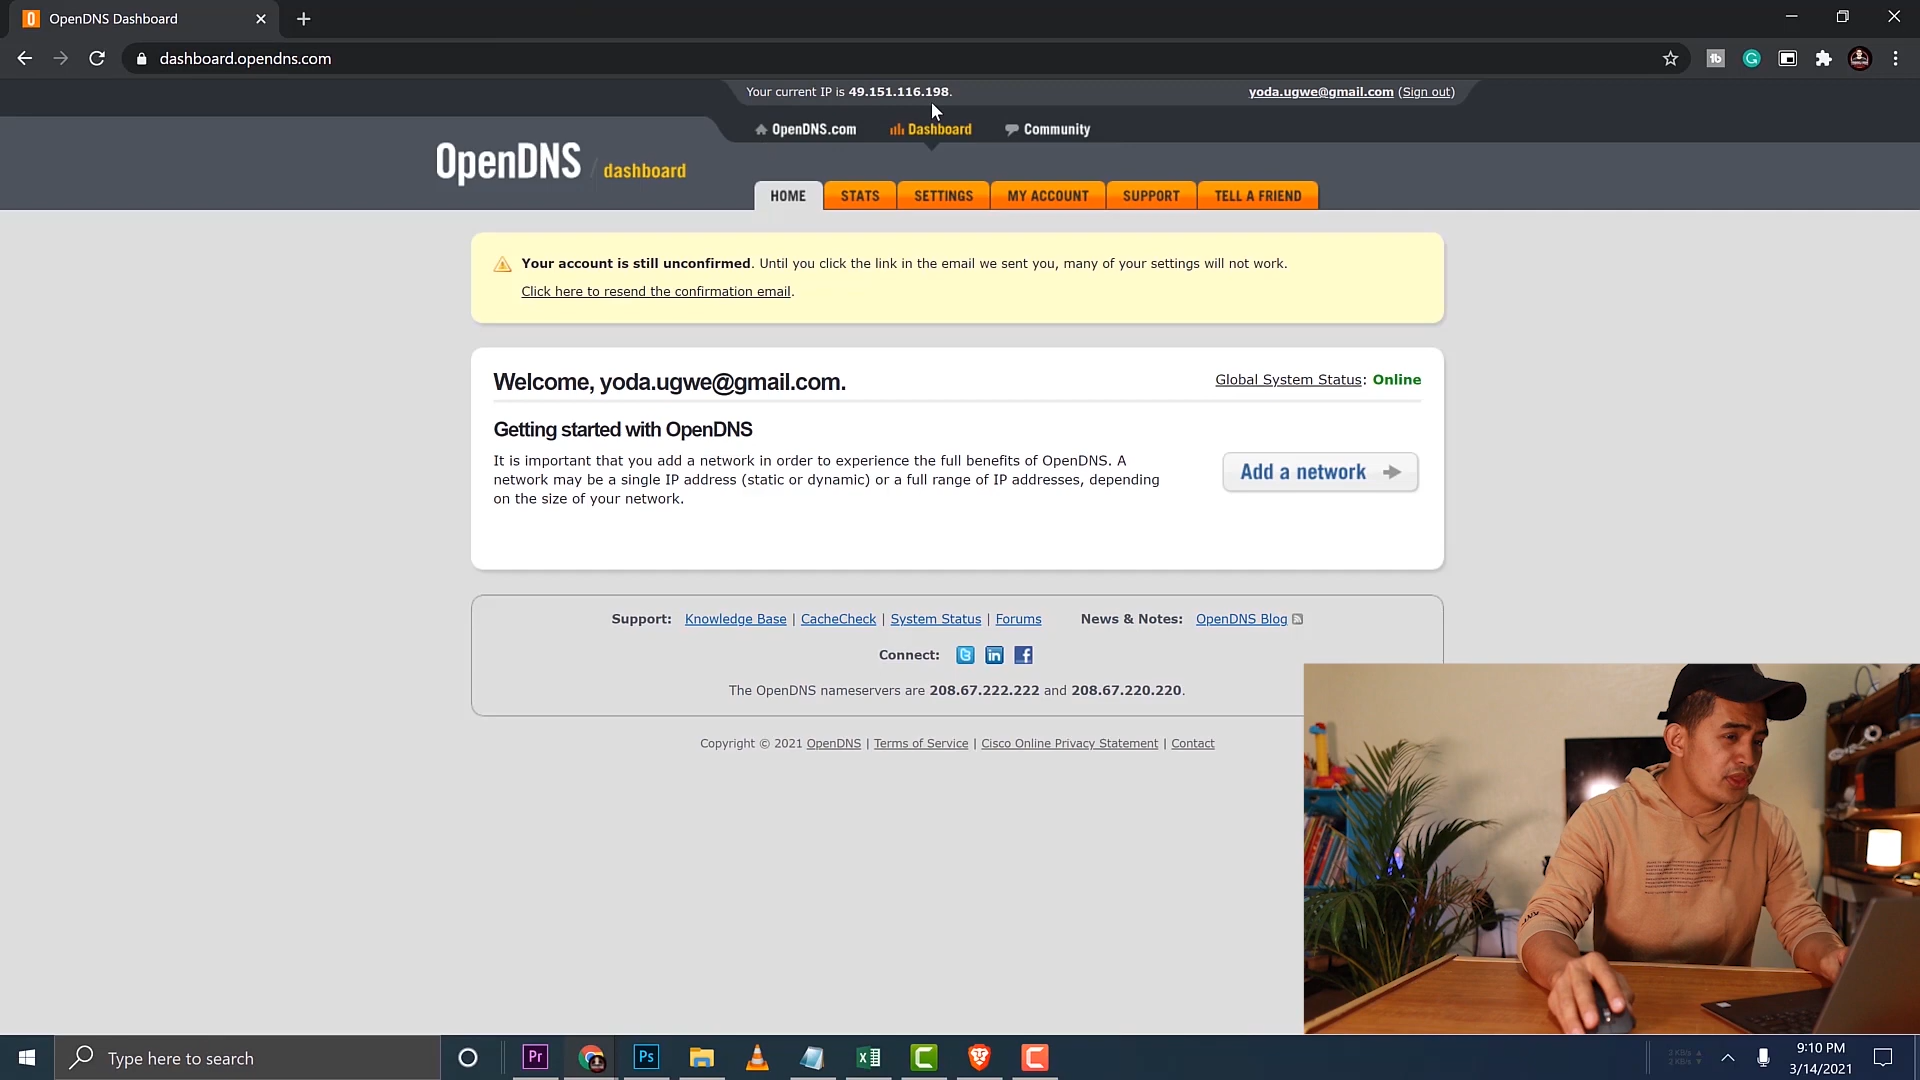 OpenDNS Dashboard
dashboard.opendns.com
Your current IP is 49.151.116.198.
yoda.ugwe@gmail.com (Sign out)
OpenDNS.com
Dashboard
Community
OpenDNS / dashboard
HOME
STATS
SETTINGS
MY ACCOUNT
SUPPORT
TELL A FRIEND
Your account is still unconfirmed. Until you click the link in the email we sent you, many of your settings will not work.
Click here to resend the confirmation email.
Welcome, yoda.ugwe@gmail.com.
Global System Status: Online
Getting started with OpenDNS
It is important that you add a network in order to experience the full benefits of OpenDNS. A
network may be a single IP address (static or dynamic) or a full range of IP addresses, depending
on the size of your network.
Add a network
Support: Knowledge Base | CacheCheck | System Status | Forums
News & Notes: OpenDNS Blog
Connect:
The OpenDNS nameservers are 208.67.222.222 and 208.67.220.220.
Copyright © 2021 OpenDNS | Terms of Service | Cisco Online Privacy Statement | Contact
Type here to search
Pr
Ps
9:10 PM
3/14/2021